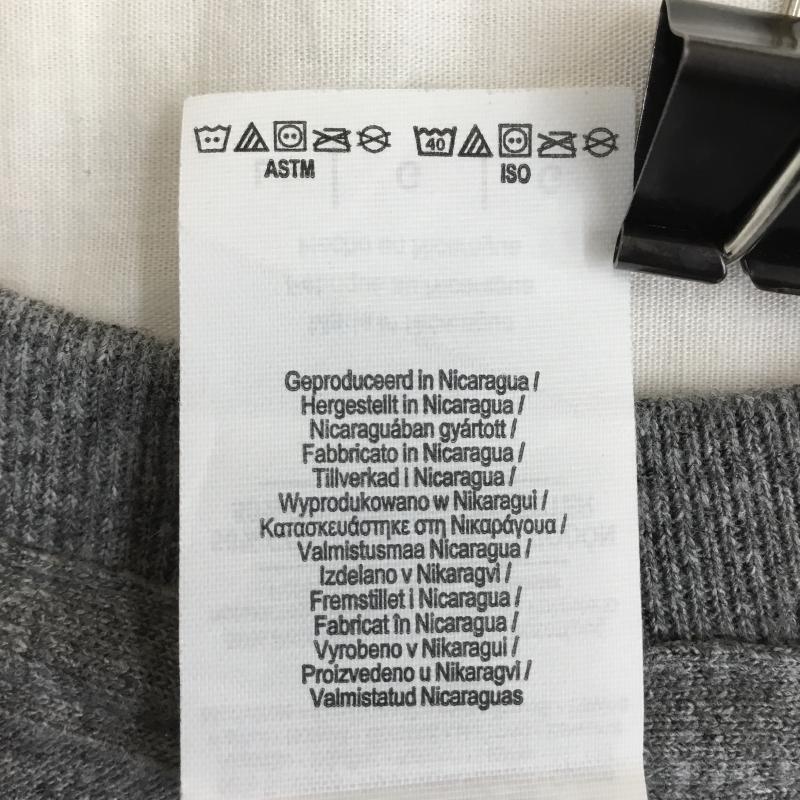 40
ASTM ISO
Geproduceerd in Nicaragua /
Hergestellt in Nicaragua /
Nicaraguában gyártott /
Fabbricato in Nicaragua /
Tillverkad i Nicaragua /
Wyprodukowano w Nikaragui /
Κατασκευάστηκε στη Νικαράγουα /
Valmistusmaa Nicaragua /
Izdelano v Nikaragvi /
Fremstillet i Nicaragua /
Fabricat în Nicaragua /
Vyrobeno v Nikaragui /
Proizvedeno u Nikaragvi /
Valmistatud Nicaraguas